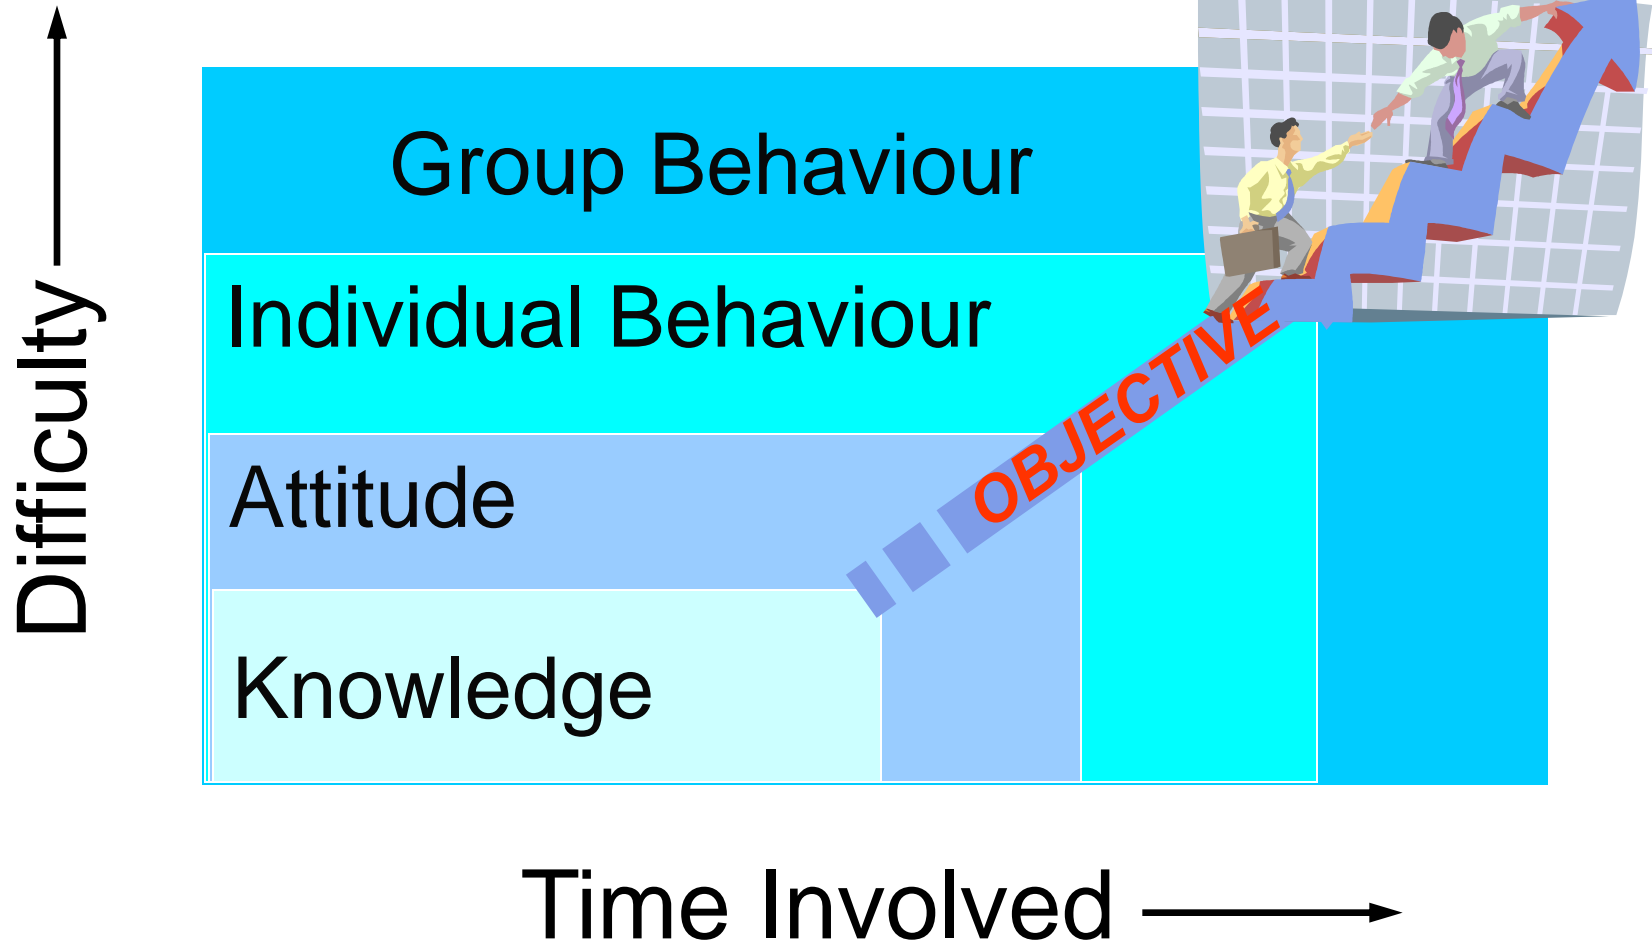 Difficulty
Group Behaviour
Individual Behaviour
OBJECTIVE
Attitude
Knowledge
Time Involved